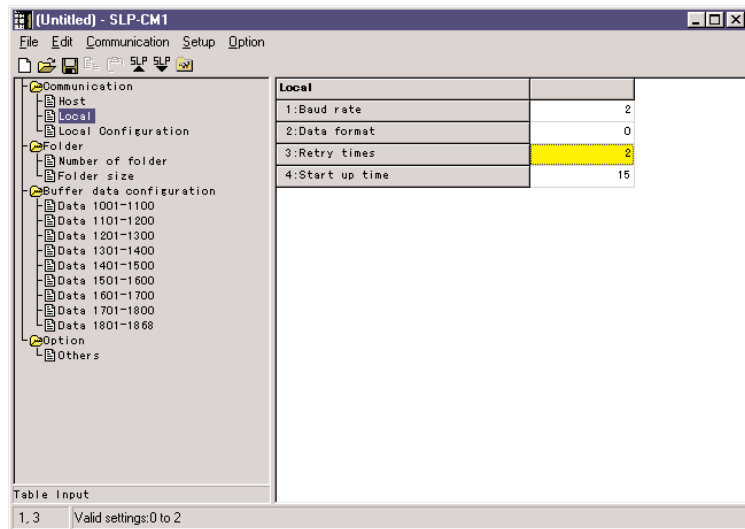 (Untitled) - SLP-CM1
File Edit Communication Setup Option
SLP SLP
Communication
Host
Local
Local Configuration
Folder
Number of folder
Folder size
Buffer data configuration
Data 1001-1100
Data 1101-1200
Data 1201-1300
Data 1301-1400
Data 1401-1500
Data 1501-1600
Data 1601-1700
Data 1701-1800
Data 1801-1868
Option
Others
Table Input
Local
1:Baud rate 2
2:Data format 0
3:Retry times 2
4:Start up time 15
1, 3 Valid settings:0 to 2